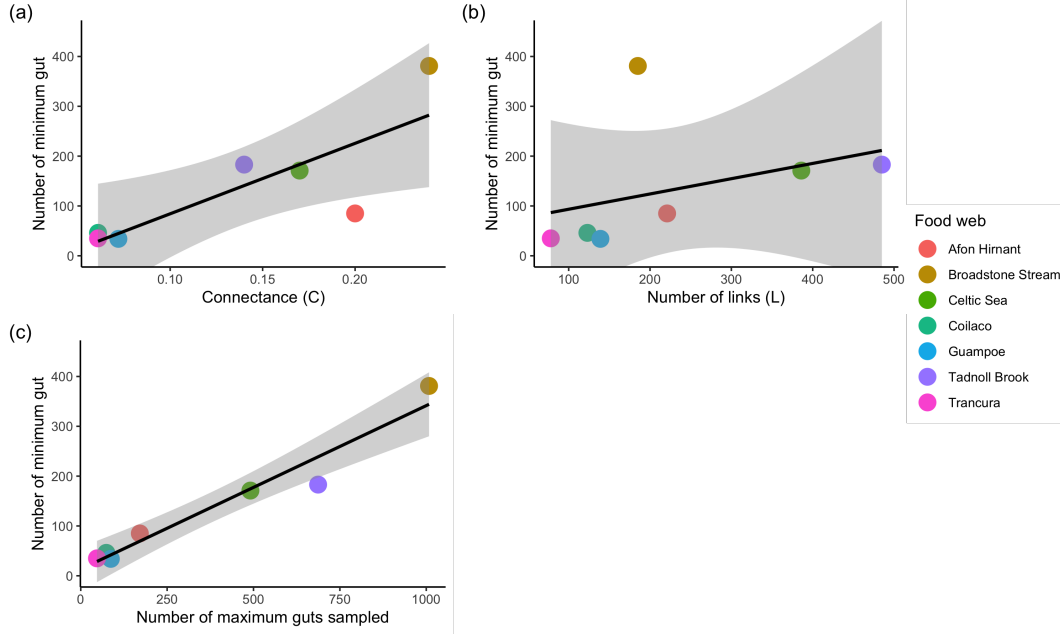 (a)
Number of minimum gut
400
300
200
100
0
0.10 0.15 0.20
Connectance (C)
(b)
Number of minimum gut
400
300
200
100
0
100 200 300 400 500
Number of links (L)
(c)
Number of minimum gut
400
300
200
100
0
0 250 500 750 1000
Number of maximum guts sampled
Food web
Afon Hirnant
Broadstone Stream
Celtic Sea
Coilaco
Guampoe
Tadnoll Brook
Trancura